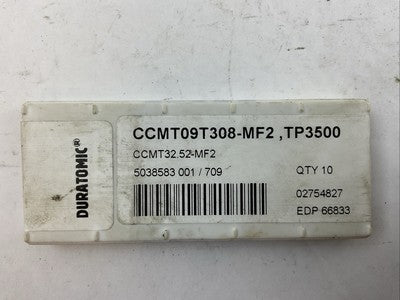 DURATOMIC®
CCMT09T308-MF2 ,TP3500
CCMT32.52-MF2
5038583 001 / 709
QTY 10
02754827
EDP 66833